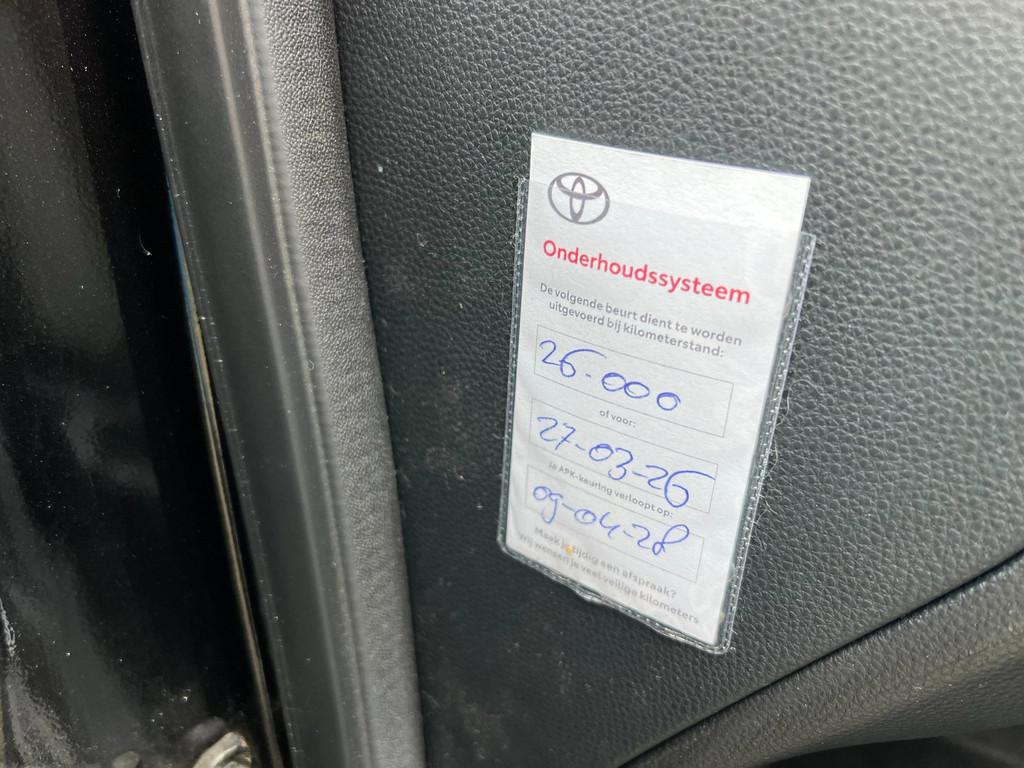 Onderhoudssysteem
De volgende beurt dient te worden
uitgevoerd bij kilometerstand:
26.000
of voor:
27-03-26
Je APK-keuring verloopt op:
09-04-28
Maak je tijdig een afspraak?
Wij wensen je veel veilige kilometers